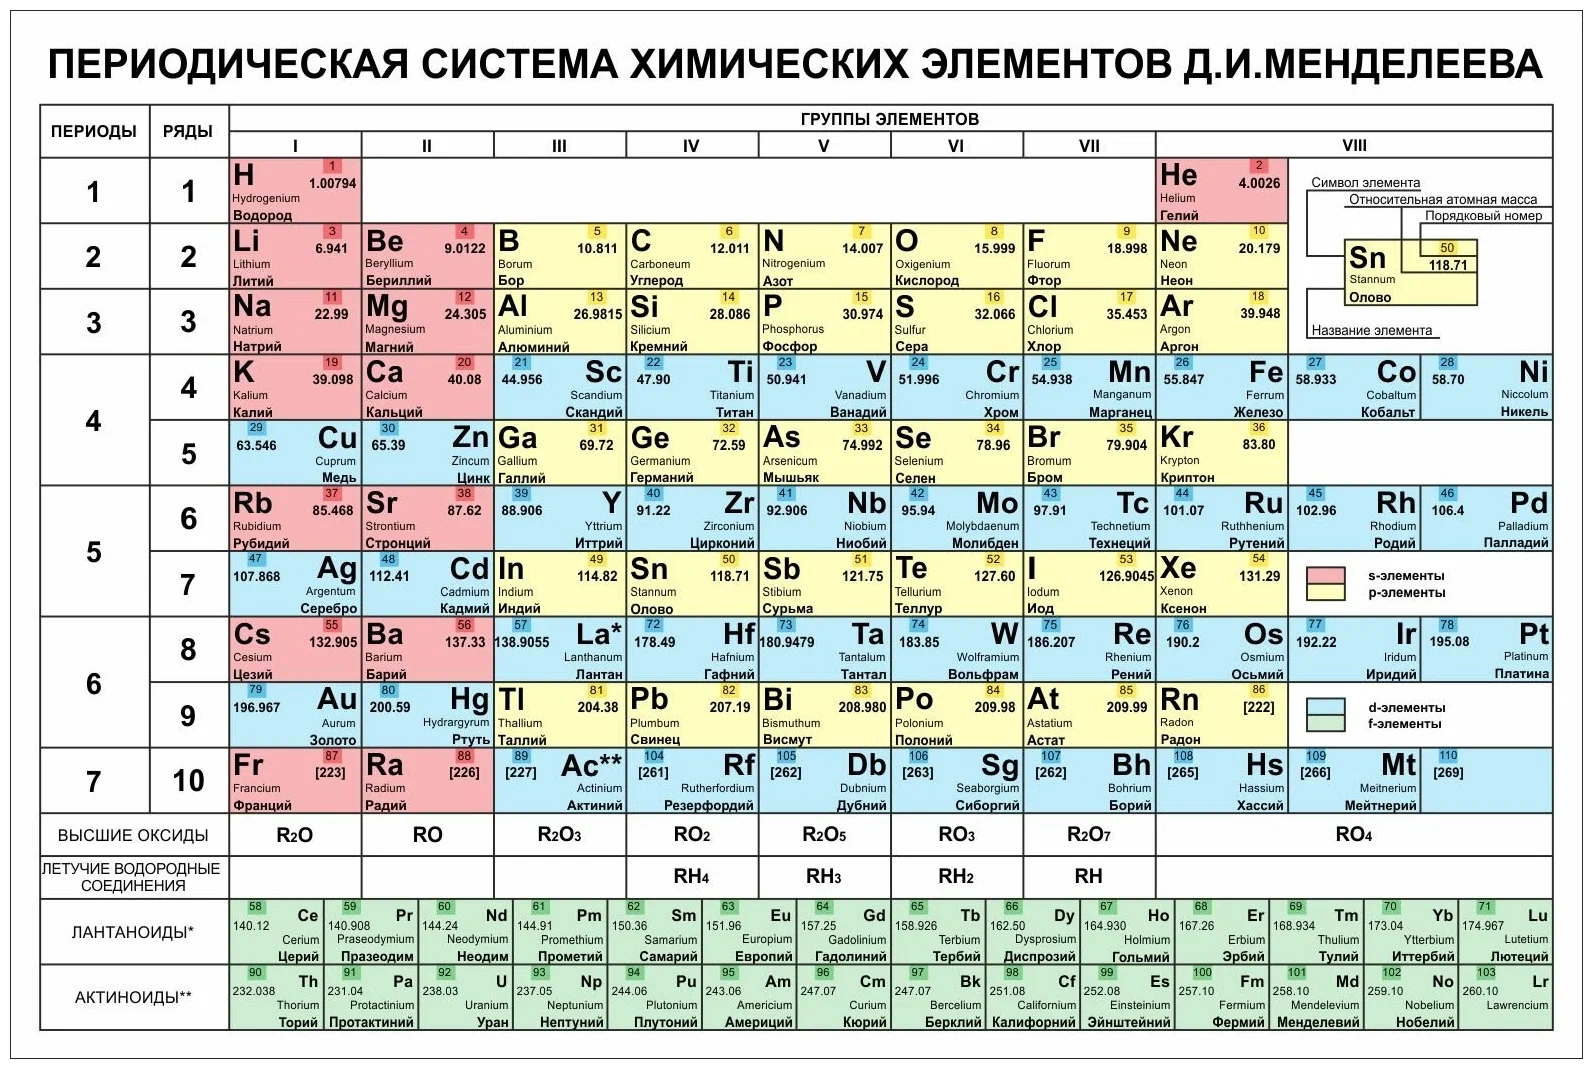 ПЕРИОДИЧЕСКАЯ СИСТЕМА ХИМИЧЕСКИХ ЭЛЕМЕНТОВ Д.И.МЕНДЕЛЕЕВА
ПЕРИОДЫ РЯДЫ ГРУППЫ ЭЛЕМЕНТОВ
I II III IV V VI VII VIII
1 1
H 1 1.00794 Hydrogenium Водород
He 2 4.0026 Helium Гелий
Символ элемента
Относительная атомная масса
Порядковый номер
Sn 50 118.71 Stannum Олово
Название элемента
2 2
Li 3 6.941 Lithium Литий
Be 4 9.0122 Beryllium Бериллий
B 5 10.811 Borum Бор
C 6 12.011 Carboneum Углерод
N 7 14.007 Nitrogenium Азот
O 8 15.999 Oxigenium Кислород
F 9 18.998 Fluorum Фтор
Ne 10 20.179 Neon Неон
3 3
Na 11 22.99 Natrium Натрий
Mg 12 24.305 Magnesium Магний
Al 13 26.9815 Aluminium Алюминий
Si 14 28.086 Silicium Кремний
P 15 30.974 Phosphorus Фосфор
S 16 32.066 Sulfur Сера
Cl 17 35.453 Chlorium Хлор
Ar 18 39.948 Argon Аргон
4 4
K 19 39.098 Kalium Калий
Ca 20 40.08 Calcium Кальций
21 Sc 44.956 Scandium Скандий
22 Ti 47.90 Titanium Титан
23 V 50.941 Vanadium Ванадий
24 Cr 51.996 Chromium Хром
25 Mn 54.938 Manganum Марганец
26 Fe 55.847 Ferrum Железо
27 Co 58.933 Cobaltum Кобальт
28 Ni 58.70 Niccolum Никель
5
29 Cu 63.546 Cuprum Медь
30 Zn 65.39 Zincum Цинк
Ga 31 69.72 Gallium Галлий
Ge 32 72.59 Germanium Германий
As 33 74.992 Arsenicum Мышьяк
Se 34 78.96 Selenium Селен
Br 35 79.904 Bromum Бром
Kr 36 83.80 Krypton Криптон
5 6
Rb 37 85.468 Rubidium Рубидий
Sr 38 87.62 Strontium Стронций
39 Y 88.906 Yttrium Иттрий
40 Zr 91.22 Zirconium Цирконий
41 Nb 92.906 Niobium Ниобий
42 Mo 95.94 Molybdaenum Молибден
43 Tc 97.91 Technetium Технеций
44 Ru 101.07 Ruthhenium Рутений
45 Rh 102.96 Rhodium Родий
46 Pd 106.4 Palladium Палладий
7
47 Ag 107.868 Argentum Серебро
48 Cd 112.41 Cadmium Кадмий
In 49 114.82 Indium Индий
Sn 50 118.71 Stannum Олово
Sb 51 121.75 Stibium Сурьма
Te 52 127.60 Tellurium Теллур
I 53 126.9045 Iodum Иод
Xe 54 131.29 Xenon Ксенон
s-элементы
p-элементы
6 8
Cs 55 132.905 Cesium Цезий
Ba 56 137.33 Barium Барий
57 La* 138.9055 Lanthanum Лантан
72 Hf 178.49 Hafnium Гафний
73 Ta 180.9479 Tantalum Тантал
74 W 183.85 Wolframium Вольфрам
75 Re 186.207 Rhenium Рений
76 Os 190.2 Osmium Осьмий
77 Ir 192.22 Iridium Иридий
78 Pt 195.08 Platinum Платина
9
79 Au 196.967 Aurum Золото
80 Hg 200.59 Hydrargyrum Ртуть
Tl 81 204.38 Thallium Таллий
Pb 82 207.19 Plumbum Свинец
Bi 83 208.980 Bismuthum Висмут
Po 84 209.98 Polonium Полоний
At 85 209.99 Astatium Астат
Rn 86 [222] Radon Радон
d-элементы
f-элементы
7 10
Fr 87 [223] Francium Франций
Ra 88 [226] Radium Радий
89 Ac** [227] Actinium Актиний
104 Rf [261] Rutherfordium Резерфордий
105 Db [262] Dubnium Дубний
106 Sg [263] Seaborgium Сиборгий
107 Bh [262] Bohrium Борий
108 Hs [265] Hassium Хассий
109 Mt [266] Meitnerium Мейтнерий
110 [269]
ВЫСШИЕ ОКСИДЫ R2O RO R2O3 RO2 R2O5 RO3 R2O7 RO4
ЛЕТУЧИЕ ВОДОРОДНЫЕ
СОЕДИНЕНИЯ RH4 RH3 RH2 RH
ЛАНТАНОИДЫ*
58 Ce 140.12 Cerium Церий
59 Pr 140.908 Praseodymium Празеодим
60 Nd 144.24 Neodymium Неодим
61 Pm 144.91 Promethium Прометий
62 Sm 150.36 Samarium Самарий
63 Eu 151.96 Europium Европий
64 Gd 157.25 Gadolinium Гадолиний
65 Tb 158.926 Terbium Тербий
66 Dy 162.50 Dysprosium Диспрозий
67 Ho 164.930 Holmium Гольмий
68 Er 167.26 Erbium Эрбий
69 Tm 168.934 Thulium Тулий
70 Yb 173.04 Ytterbium Иттербий
71 Lu 174.967 Lutetium Лютеций
АКТИНОИДЫ**
90 Th 232.038 Thorium Торий
91 Pa 231.04 Protactinium Протактиний
92 U 238.03 Uranium Уран
93 Np 237.05 Neptunium Нептуний
94 Pu 244.06 Plutonium Плутоний
95 Am 243.06 Americium Америций
96 Cm 247.07 Curium Кюрий
97 Bk 247.07 Bercelium Берклий
98 Cf 251.08 Californium Калифорний
99 Es 252.08 Einsteinium Эйнштейний
100 Fm 257.10 Fermium Фермий
101 Md 258.10 Mendelevium Менделевий
102 No 259.10 Nobelium Нобелий
103 Lr 260.10 Lawrencium